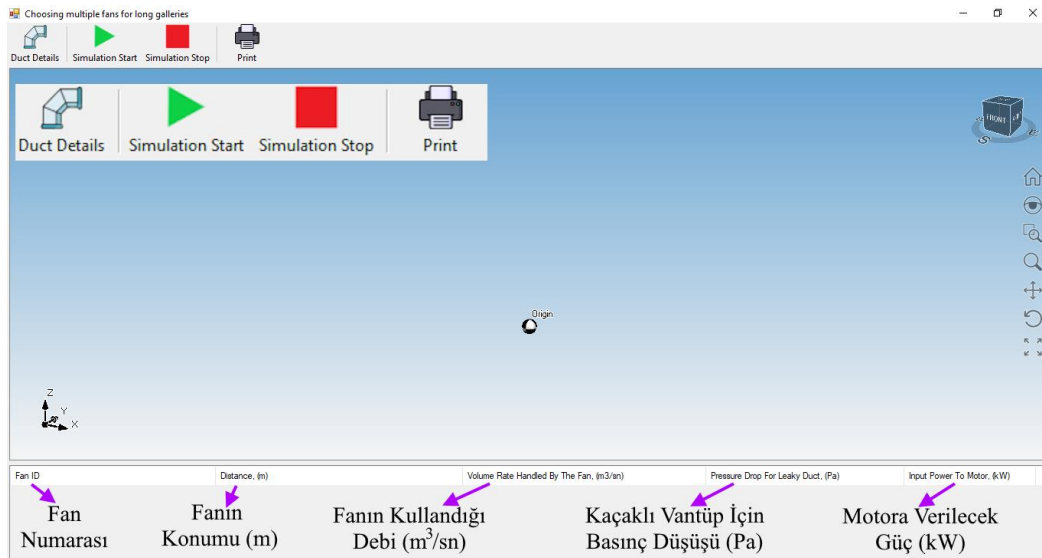 Choosing multiple fans for long galleries
Duct Details Simulation Start Simulation Stop Print
Duct Details Simulation Start Simulation Stop Print
FRONT
S
E
Origin
Z
Y
X
Fan ID Distance, (m) Volume Rate Handled By The Fan, (m3/sn) Pressure Drop For Leaky Duct, (Pa) Input Power To Motor, (kW)
Fan Fanın Fanın Kullandığı Kaçaklı Vantüp İçin Motora Verilecek
Numarası Konumu (m) Debi (m³/sn) Basınç Düşüşü (Pa) Güç (kW)